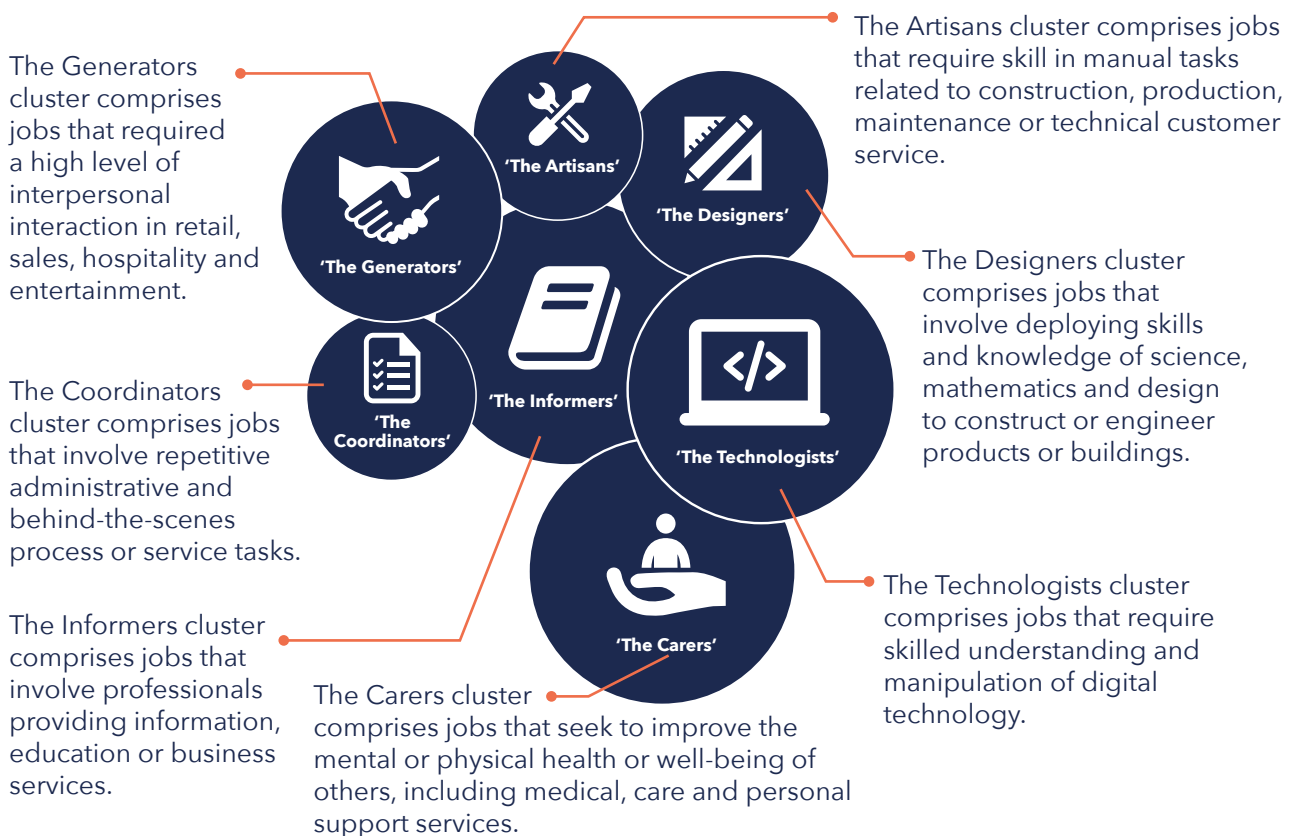 The Generators
cluster comprises
jobs that required
a high level of
interpersonal
interaction in retail,
sales, hospitality and
entertainment.
The Artisans cluster comprises jobs
that require skill in manual tasks
related to construction, production,
maintenance or technical customer
service.
'The Artisans'
'The Designers'
'The Generators'
The Designers cluster
comprises jobs that
involve deploying skills
and knowledge of science,
mathematics and design
to construct or engineer
products or buildings.
The Coordinators
cluster comprises jobs
that involve repetitive
administrative and
behind-the-scenes
process or service tasks.
</>
'The Informers'
'The
Coordinators'
'The Technologists'
The Technologists cluster
comprises jobs that require
skilled understanding and
manipulation of digital
technology.
The Informers cluster
comprises jobs that
involve professionals
providing information,
education or business
services.
'The Carers'
The Carers cluster
comprises jobs that seek to improve the
mental or physical health or well-being of
others, including medical, care and personal
support services.